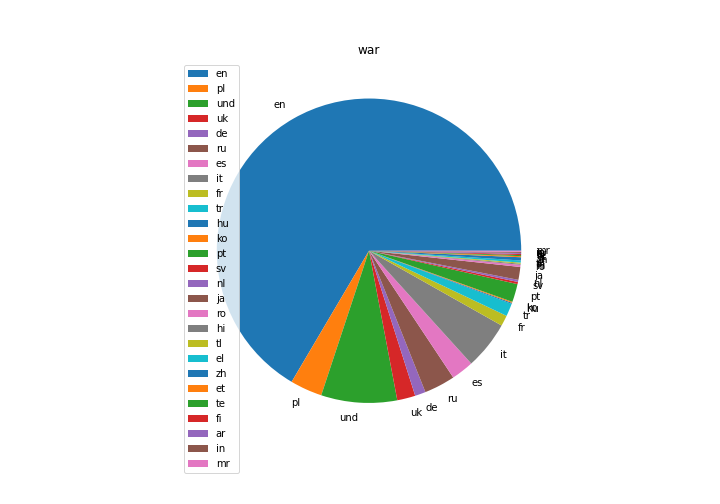 war
en
pl
und
uk
de
ru
es
it
fr
tr
hu
ko
pt
sv
nl
ja
ro
hi
tl
el
zh
et
te
fi
ar
in
mr
en
pl
und
uk
de
ru
es
it
fr
tr
hu
ko
pt
sv
nl
ja
mr